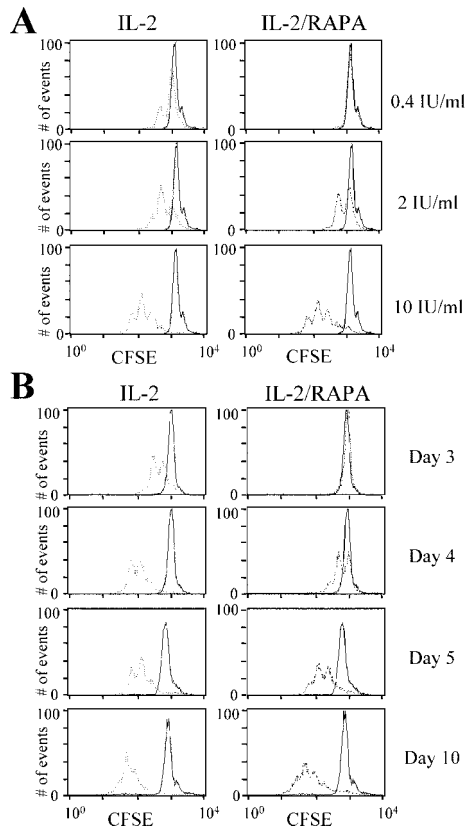 A
IL-2 IL-2/RAPA
# of events 100 0 100 0 0.4 IU/ml
# of events 100 0 100 0 2 IU/ml
# of events 100 0 100 0 10 IU/ml
10^0 CFSE 10^4 10^0 CFSE 10^4
B
IL-2 IL-2/RAPA
# of events 100 0 100 0 Day 3
# of events 100 0 100 0 Day 4
# of events 100 0 100 0 Day 5
# of events 100 0 100 0 Day 10
10^0 CFSE 10^4 10^0 CFSE 10^4